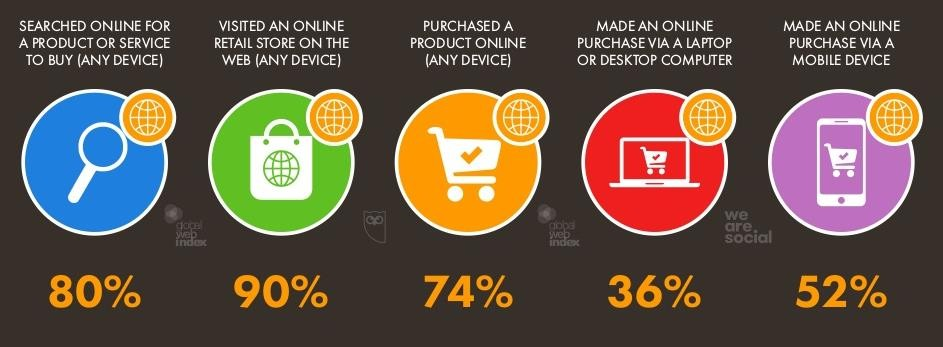 SEARCHED ONLINE FOR
A PRODUCT OR SERVICE
TO BUY (ANY DEVICE)
VISITED AN ONLINE
RETAIL STORE ON THE
WEB (ANY DEVICE)
PURCHASED A
PRODUCT ONLINE
(ANY DEVICE)
MADE AN ONLINE
PURCHASE VIA A LAPTOP
OR DESKTOP COMPUTER
MADE AN ONLINE
PURCHASE VIA A
MOBILE DEVICE
global
web
index
global
web
index
we
are
social
80%
90%
74%
36%
52%